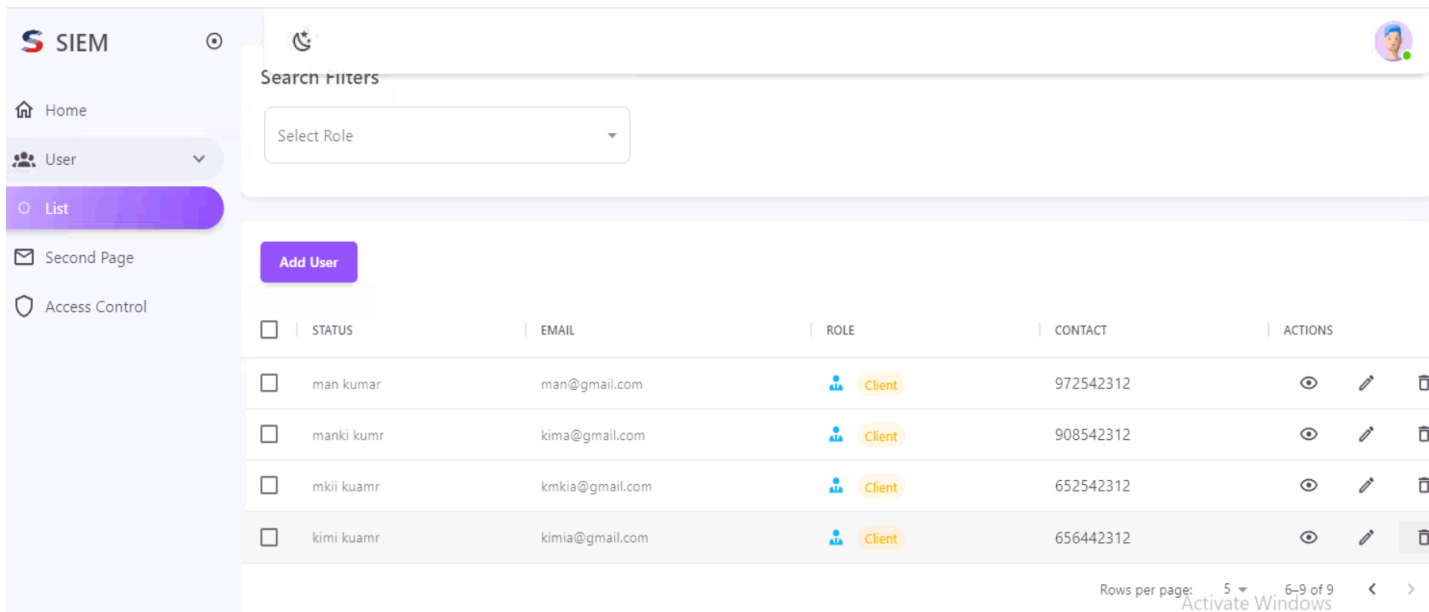 SIEM
Search Filters
Home
Select Role
User
List
Second Page
Add User
Access Control
STATUS EMAIL ROLE CONTACT ACTIONS
man kumar man@gmail.com Client 972542312
manki kumr kima@gmail.com Client 908542312
mkii kuamr kmkia@gmail.com Client 652542312
kimi kuamr kimia@gmail.com Client 656442312
Rows per page: 5 6–9 of 9
Activate Windows